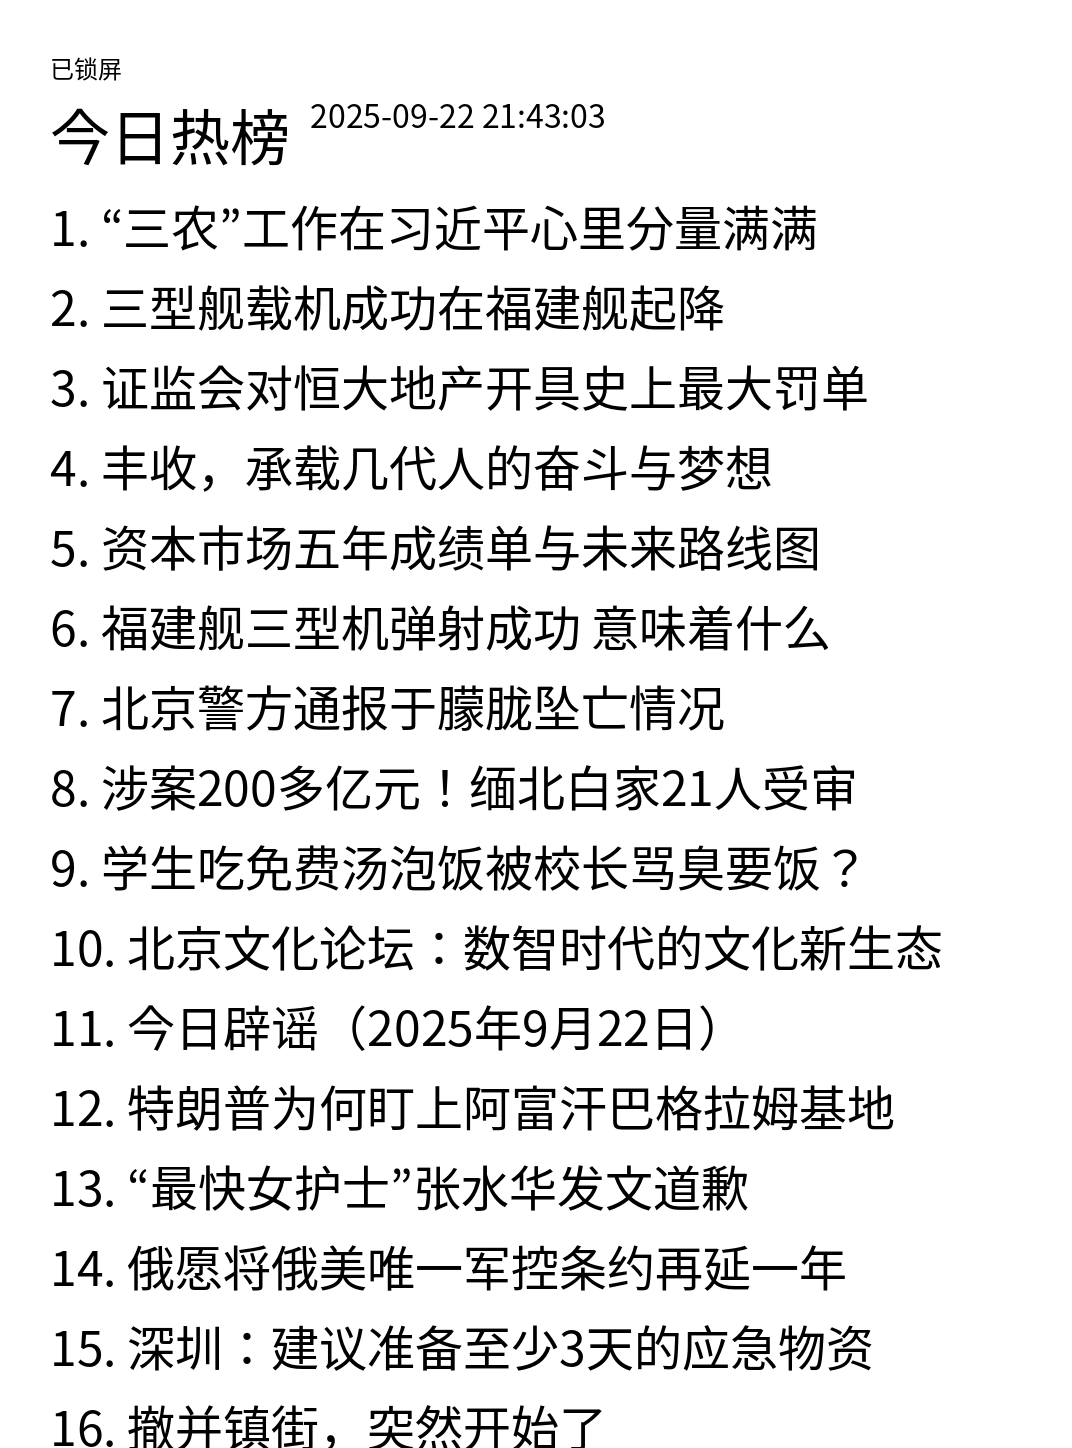 已锁屏
今日热榜 2025-09-22 21:43:03
1. “三农”工作在习近平心里分量满满
2. 三型舰载机成功在福建舰起降
3. 证监会对恒大地产开具史上最大罚单
4. 丰收，承载几代人的奋斗与梦想
5. 资本市场五年成绩单与未来路线图
6. 福建舰三型机弹射成功 意味着什么
7. 北京警方通报于朦胧坠亡情况
8. 涉案200多亿元！缅北白家21人受审
9. 学生吃免费汤泡饭被校长骂臭要饭？
10. 北京文化论坛：数智时代的文化新生态
11. 今日辟谣（2025年9月22日）
12. 特朗普为何盯上阿富汗巴格拉姆基地
13. “最快女护士”张水华发文道歉
14. 俄愿将俄美唯一军控条约再延一年
15. 深圳：建议准备至少3天的应急物资
16. 撤并镇街，突然开始了